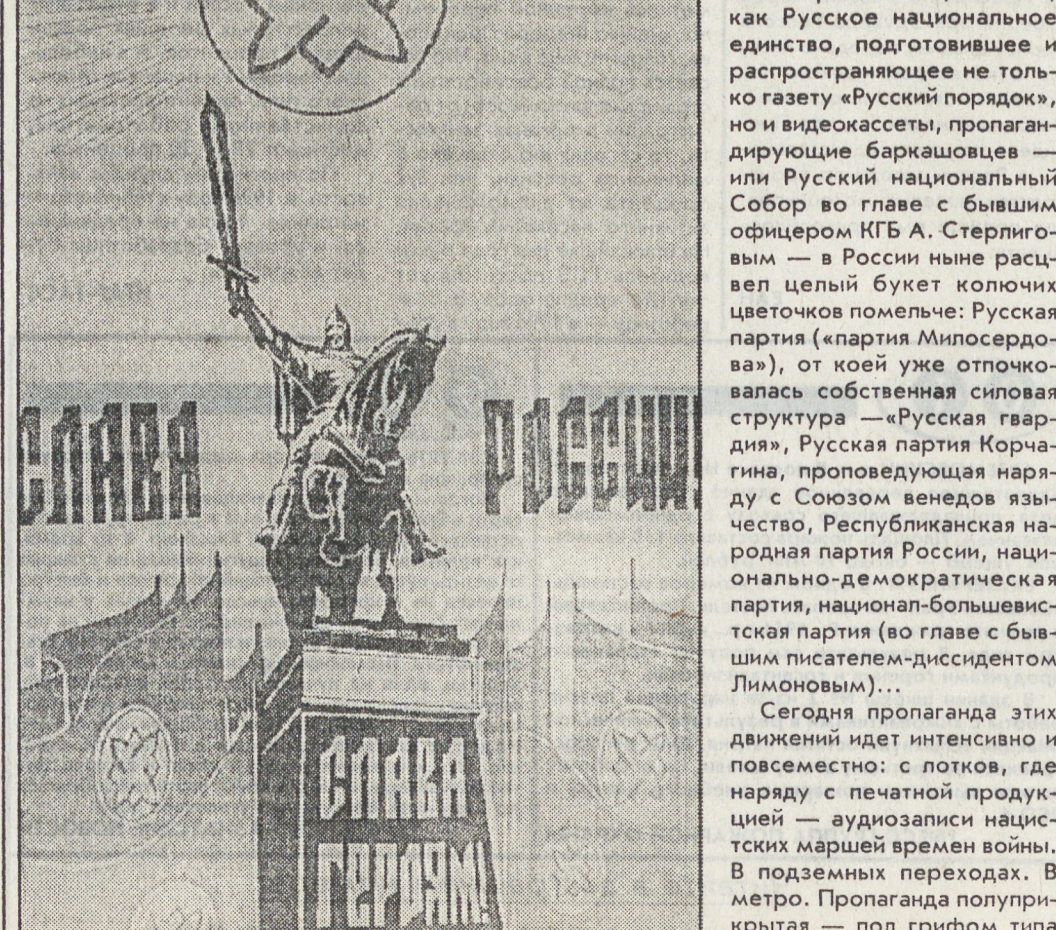 СЛАВА
РОССИИ
СЛАВА
ГЕРОЯМ!
как Русское национальное
единство, подготовившее и
распространяющее не толь-
ко газету «Русский порядок»,
но и видеокассеты, пропаган-
дирующие баркашовцев —
или Русский национальный
Собор во главе с бывшим
офицером КГБ А. Стерлиго-
вым — в России ныне расц-
вел целый букет колючих
цветочков помельче: Русская
партия («партия Милосердо-
ва»), от коей уже отпочко-
валась собственная силовая
структура —«Русская гвар-
дия», Русская партия Корча-
гина, проповедующая наря-
ду с Союзом венедов язы-
чество, Республиканская на-
родная партия России, наци-
онально-демократическая
партия, национал-большевис-
тская партия (во главе с быв-
шим писателем-диссидентом
Лимоновым)...
Сегодня пропаганда этих
движений идет интенсивно и
повсеместно: с лотков, где
наряду с печатной продук-
цией — аудиозаписи нацис-
тских маршей времен войны.
В подземных переходах. В
метро. Пропаганда полупри-
крытая — под грифом типа